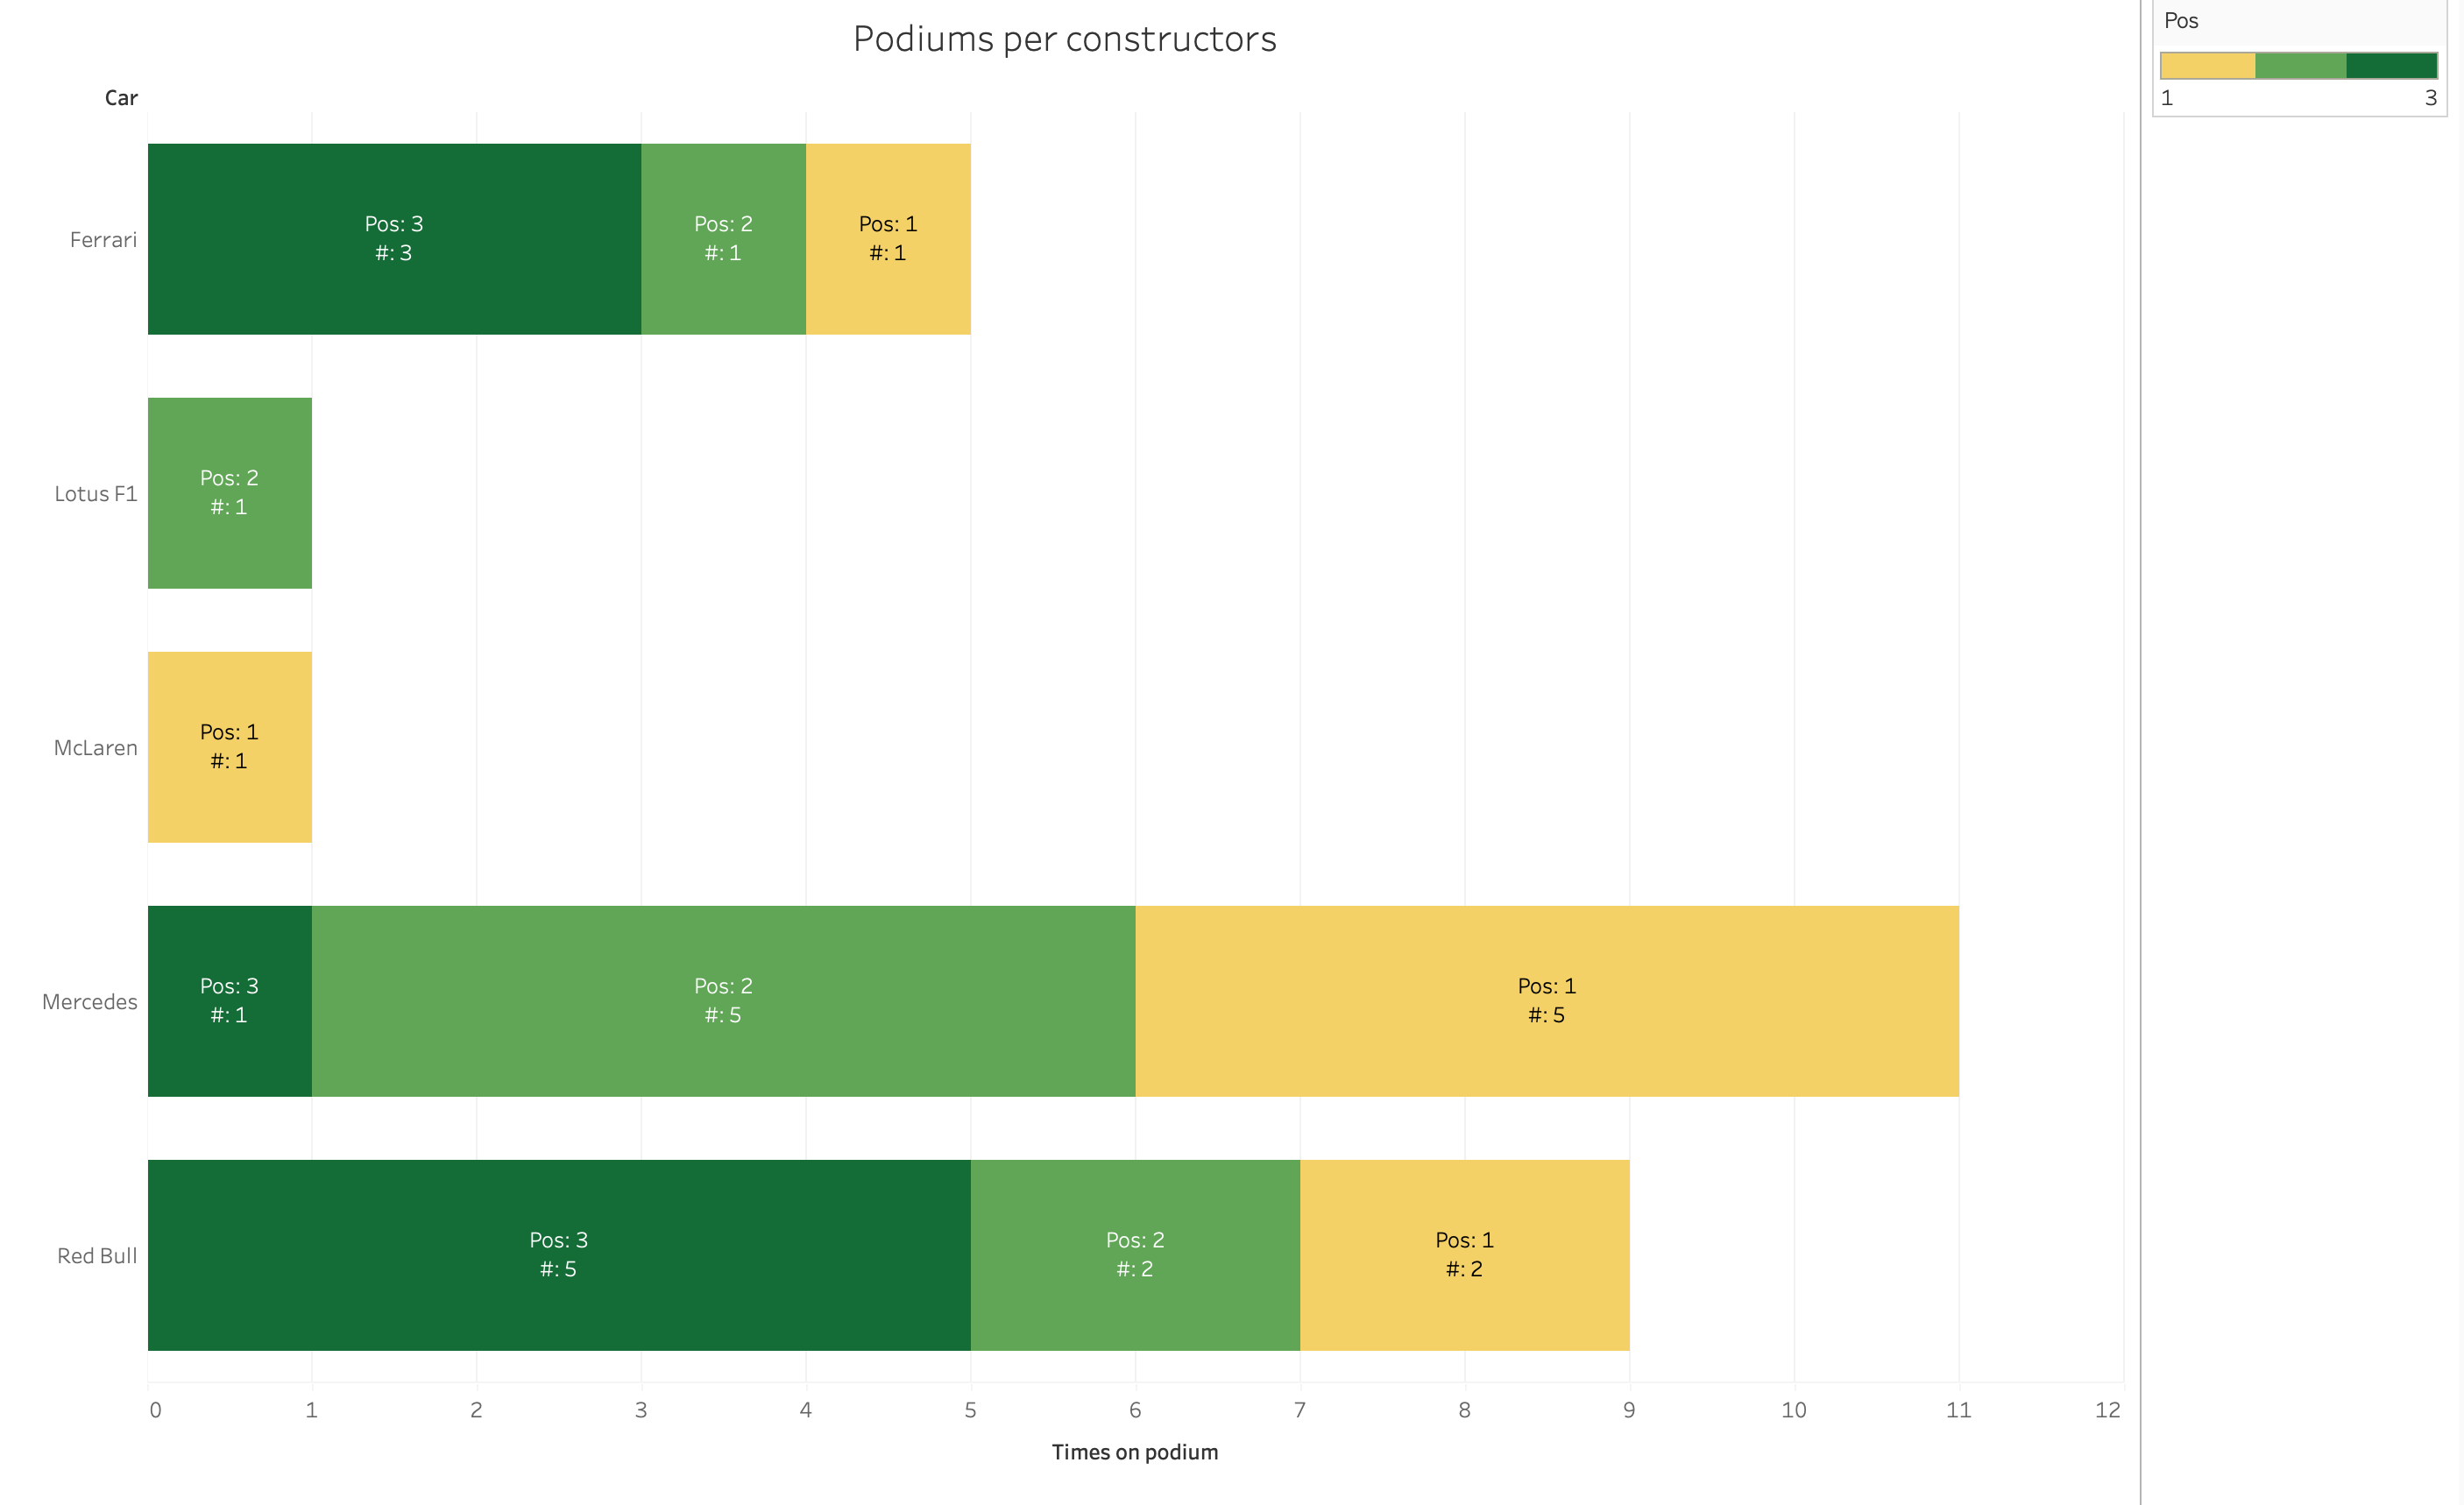 Podiums per constructors
Pos
1 3
Car
Ferrari
Pos: 3
#: 3
Pos: 2
#: 1
Pos: 1
#: 1
Lotus F1
Pos: 2
#: 1
McLaren
Pos: 1
#: 1
Mercedes
Pos: 3
#: 1
Pos: 2
#: 5
Pos: 1
#: 5
Red Bull
Pos: 3
#: 5
Pos: 2
#: 2
Pos: 1
#: 2
0 1 2 3 4 5 6 7 8 9 10 11 12
Times on podium